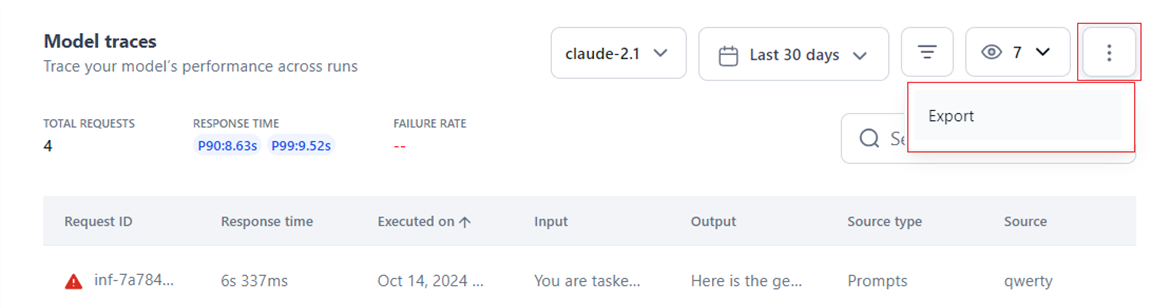 Model traces
Trace your model's performance across runs
claude-2.1
Last 30 days
7
Export
TOTAL REQUESTS
RESPONSE TIME
FAILURE RATE
4
P90:8.63s
P99:9.52s
--
Request ID
Response time
Executed on
Input
Output
Source type
Source
inf-7a784...
6s 337ms
Oct 14, 2024 ...
You are taske...
Here is the ge...
Prompts
qwerty